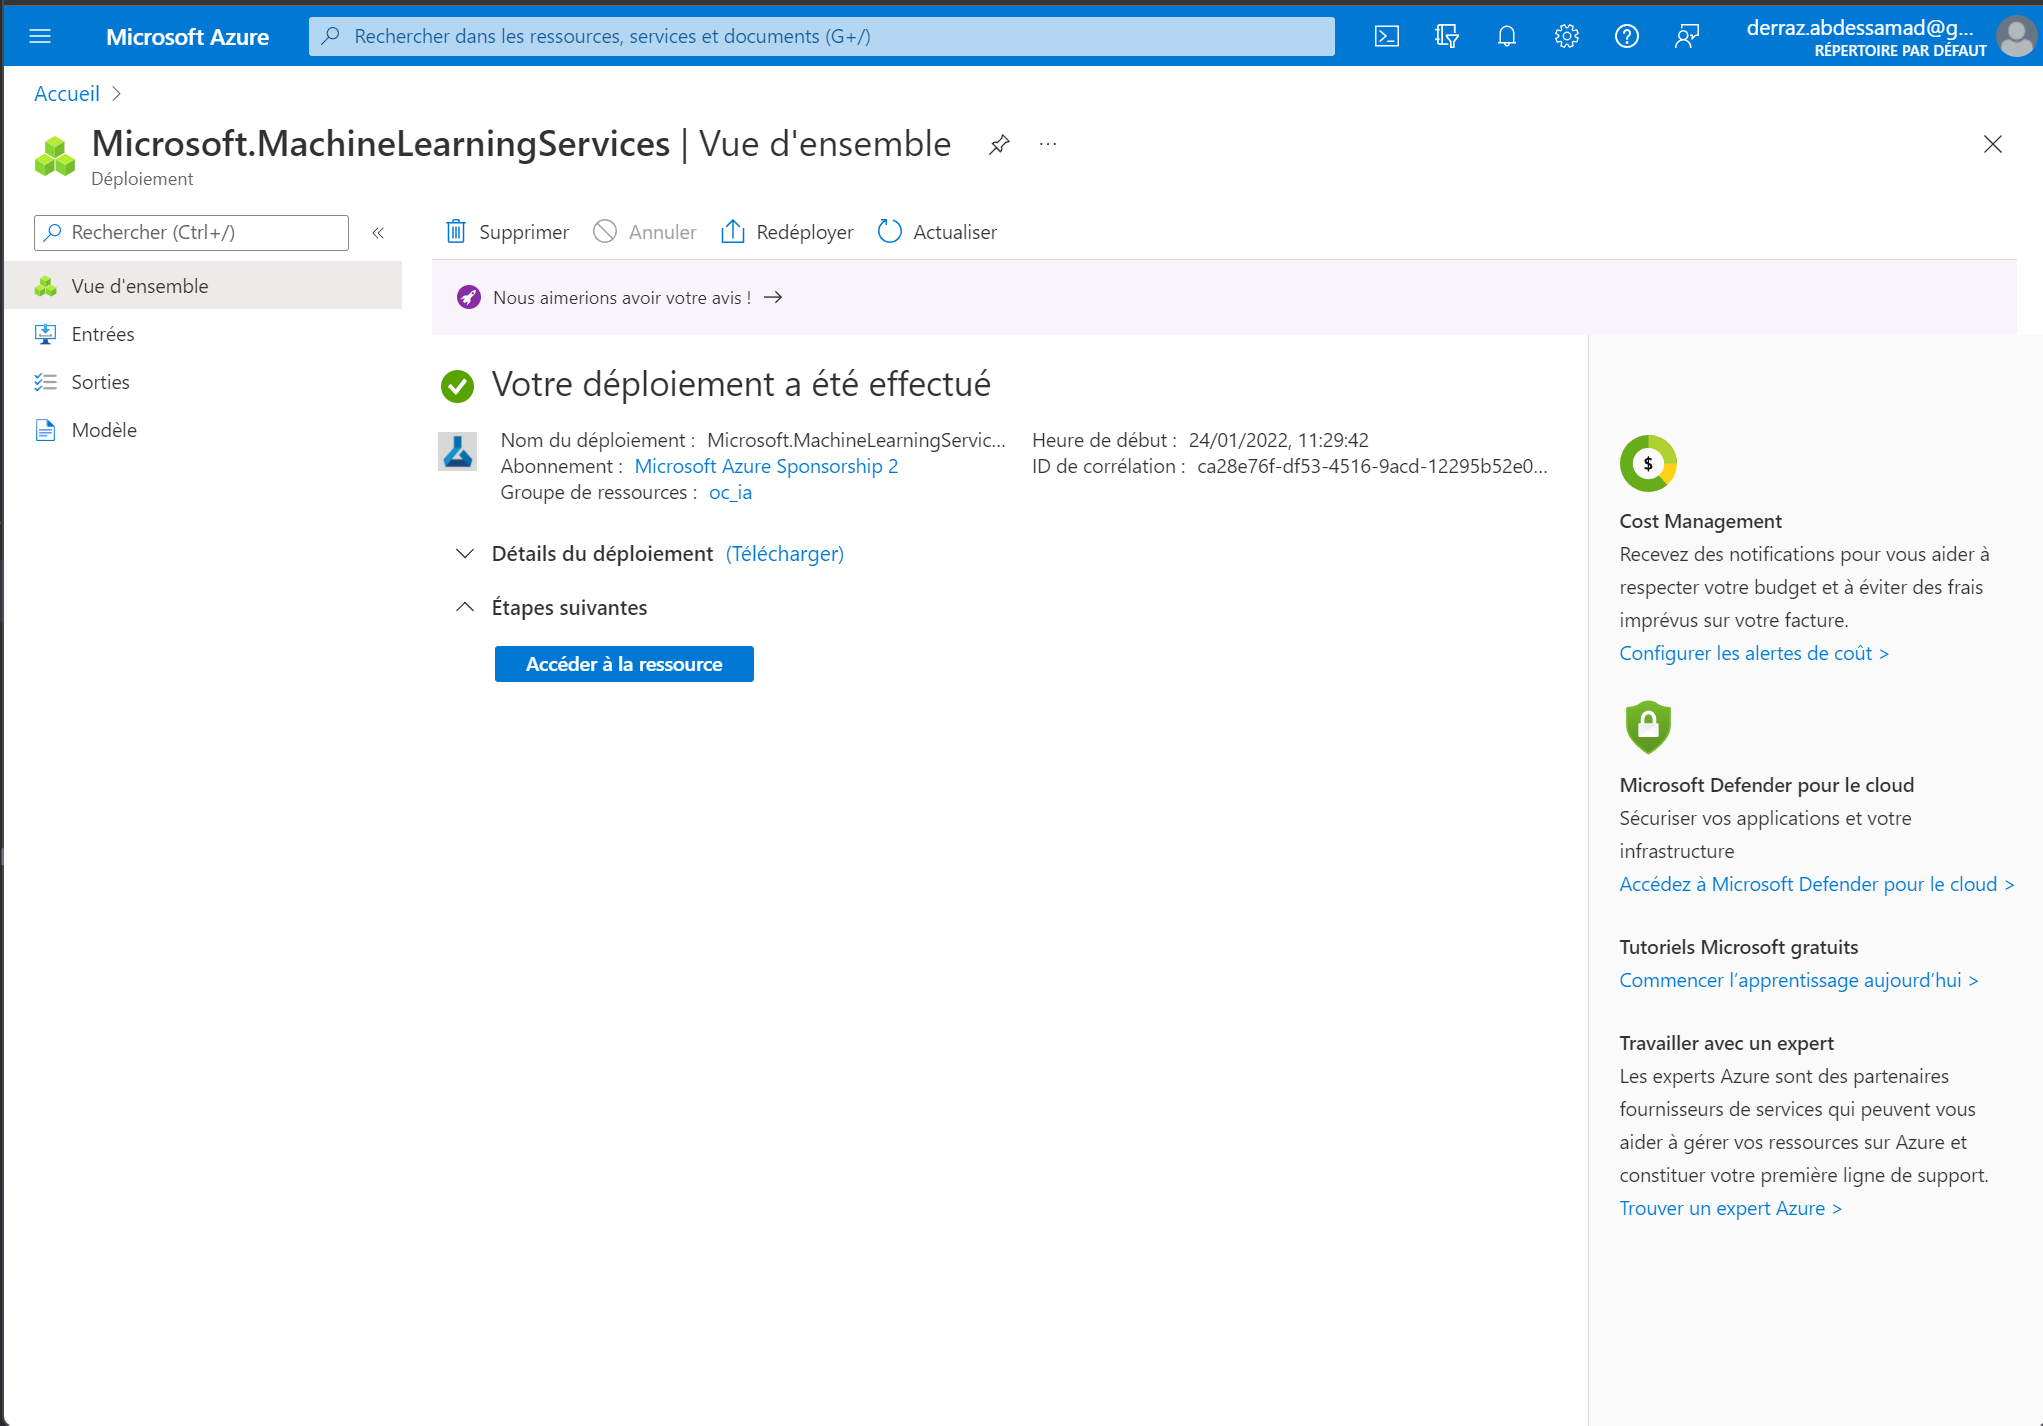 Microsoft Azure
Rechercher dans les ressources, services et documents (G+/)
derraz.abdessamad@g...
RÉPERTOIRE PAR DÉFAUT
Accueil >
Microsoft.MachineLearningServices | Vue d'ensemble
Déploiement
Rechercher (Ctrl+/)
«
Supprimer
Annuler
Redéployer
Actualiser
Vue d'ensemble
Entrées
Sorties
Modèle
Nous aimerions avoir votre avis ! →
Votre déploiement a été effectué
Nom du déploiement : Microsoft.MachineLearningServic...
Abonnement : Microsoft Azure Sponsorship 2
Groupe de ressources : oc_ia
Heure de début : 24/01/2022, 11:29:42
ID de corrélation : ca28e76f-df53-4516-9acd-12295b52e0...
Détails du déploiement (Télécharger)
Étapes suivantes
Accéder à la ressource
$
Cost Management
Recevez des notifications pour vous aider à
respecter votre budget et à éviter des frais
imprévus sur votre facture.
Configurer les alertes de coût >
Microsoft Defender pour le cloud
Sécuriser vos applications et votre
infrastructure
Accédez à Microsoft Defender pour le cloud >
Tutoriels Microsoft gratuits
Commencer l’apprentissage aujourd’hui >
Travailler avec un expert
Les experts Azure sont des partenaires
fournisseurs de services qui peuvent vous
aider à gérer vos ressources sur Azure et
constituer votre première ligne de support.
Trouver un expert Azure >